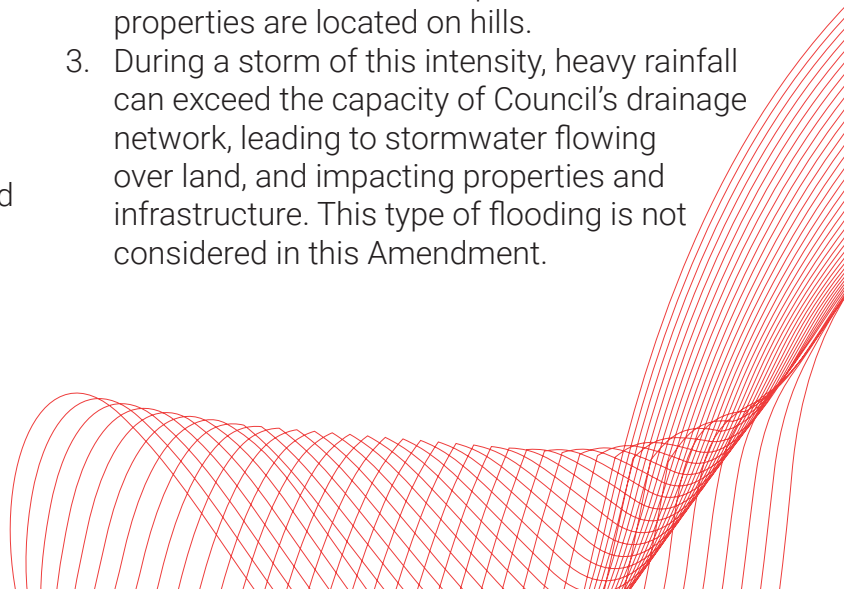 properties are located on hills.
3. During a storm of this intensity, heavy rainfall
can exceed the capacity of Council’s drainage
network, leading to stormwater flowing
over land, and impacting properties and
infrastructure. This type of flooding is not
considered in this Amendment.